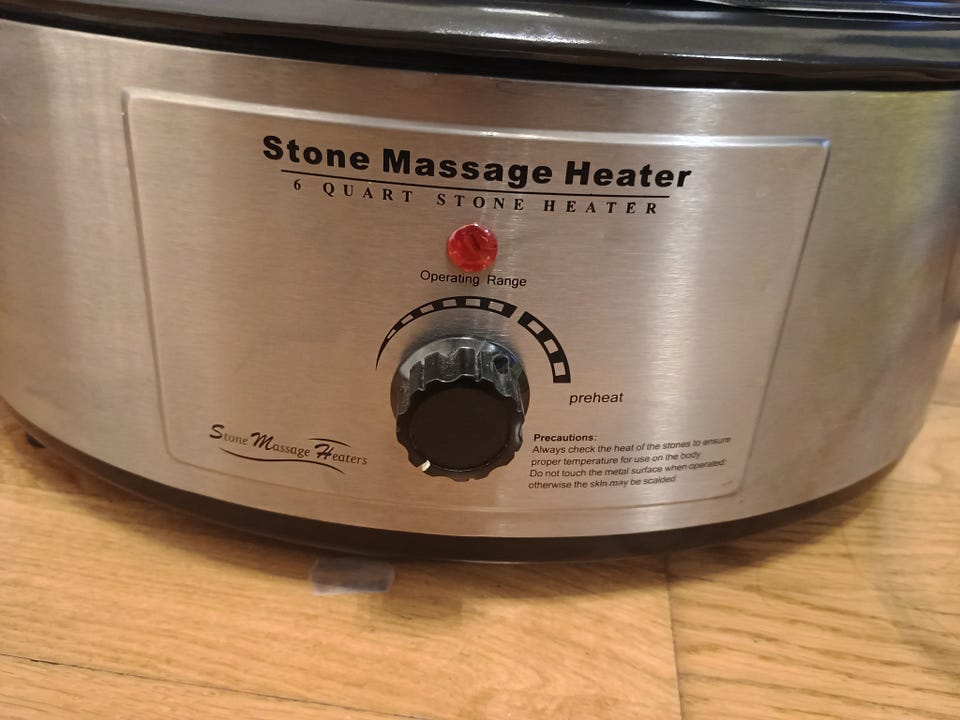 Stone Massage Heater
6 QUART STONE HEATER
Operating Range
preheat
Stone Massage Heaters
Precautions:
Always check the heat of the stones to ensure
proper temperature for use on the body
Do not touch the metal surface when operated:
otherwise the skin may be scalded